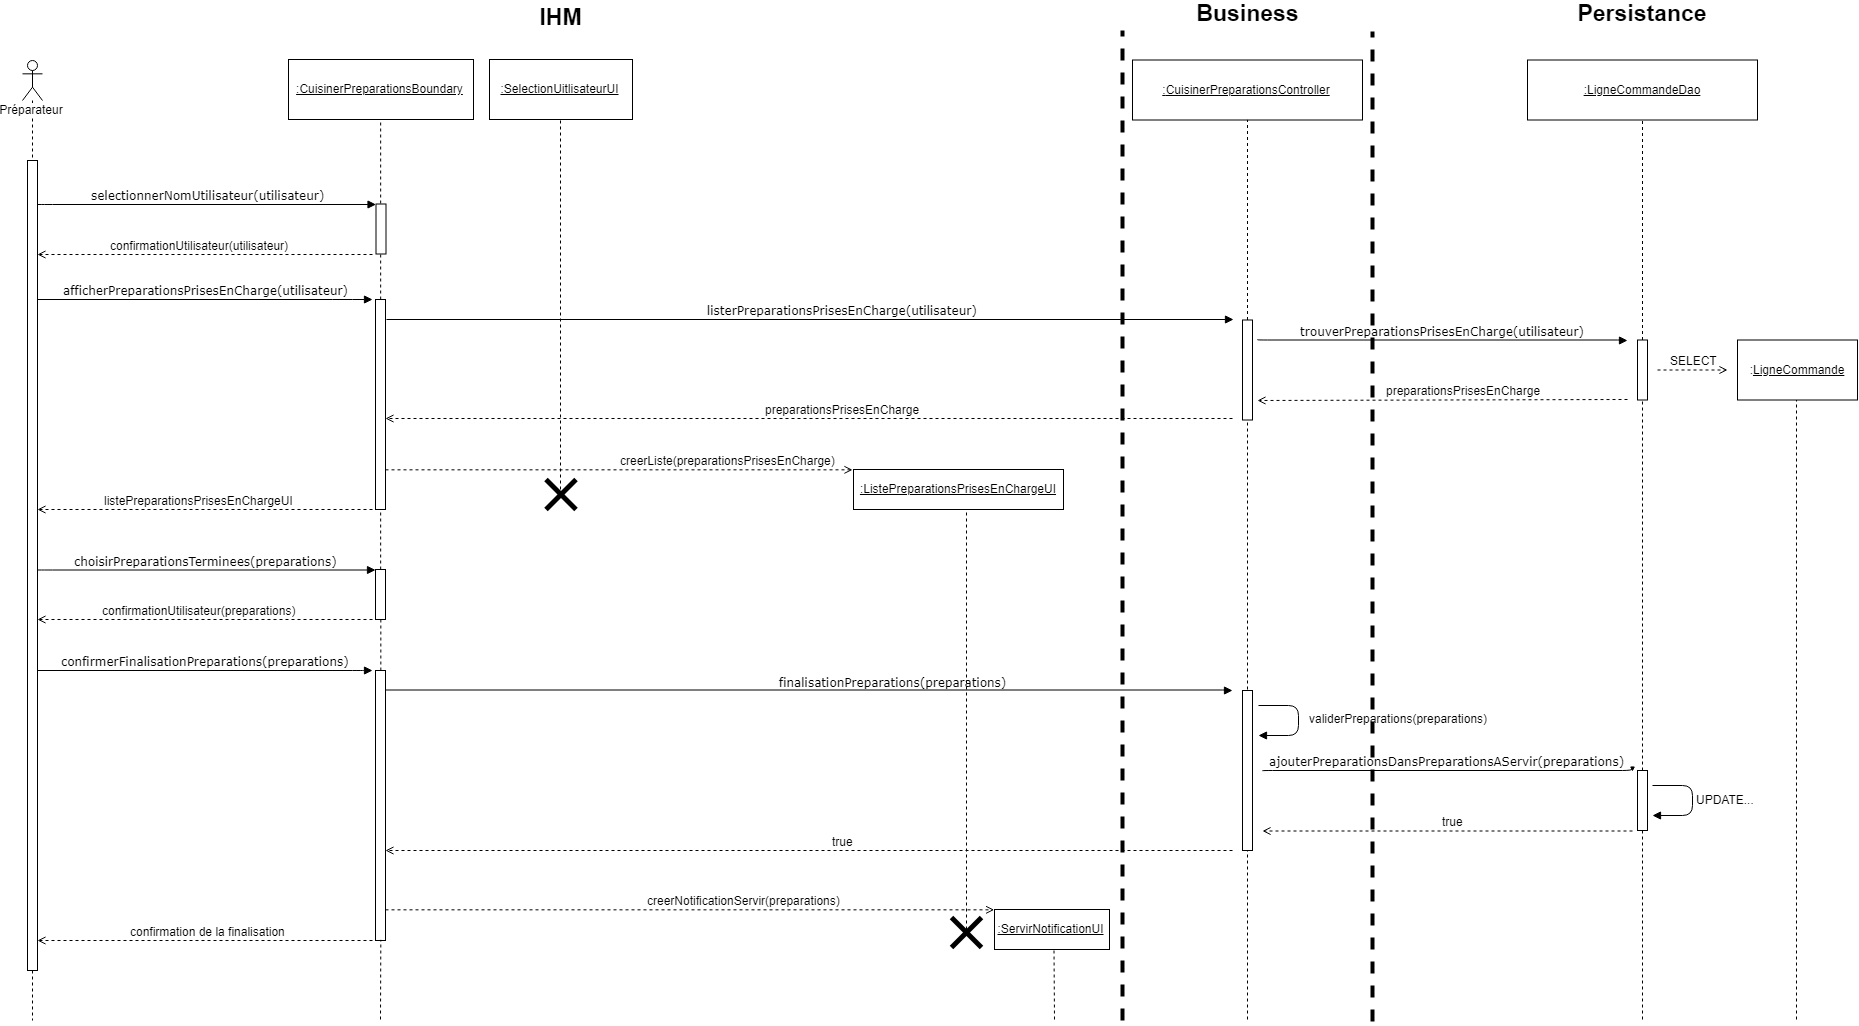 IHM
Business
Persistance
Préparateur
:CuisinerPreparationsBoundary
:SelectionUitlisateurUI
:CuisinerPreparationsController
:LigneCommandeDao
selectionnerNomUtilisateur(utilisateur)
confirmationUtilisateur(utilisateur)
afficherPreparationsPrisesEnCharge(utilisateur)
listerPreparationsPrisesEnCharge(utilisateur)
trouverPreparationsPrisesEnCharge(utilisateur)
SELECT
:LigneCommande
preparationsPrisesEnCharge
preparationsPrisesEnCharge
creerListe(preparationsPrisesEnCharge)
:ListePreparationsPrisesEnChargeUI
listePreparationsPrisesEnChargeUI
choisirPreparationsTerminees(preparations)
confirmationUtilisateur(preparations)
confirmerFinalisationPreparations(preparations)
finalisationPreparations(preparations)
validerPreparations(preparations)
ajouterPreparationsDansPreparationsAServir(preparations)
UPDATE...
true
true
creerNotificationServir(preparations)
:ServirNotificationUI
confirmation de la finalisation